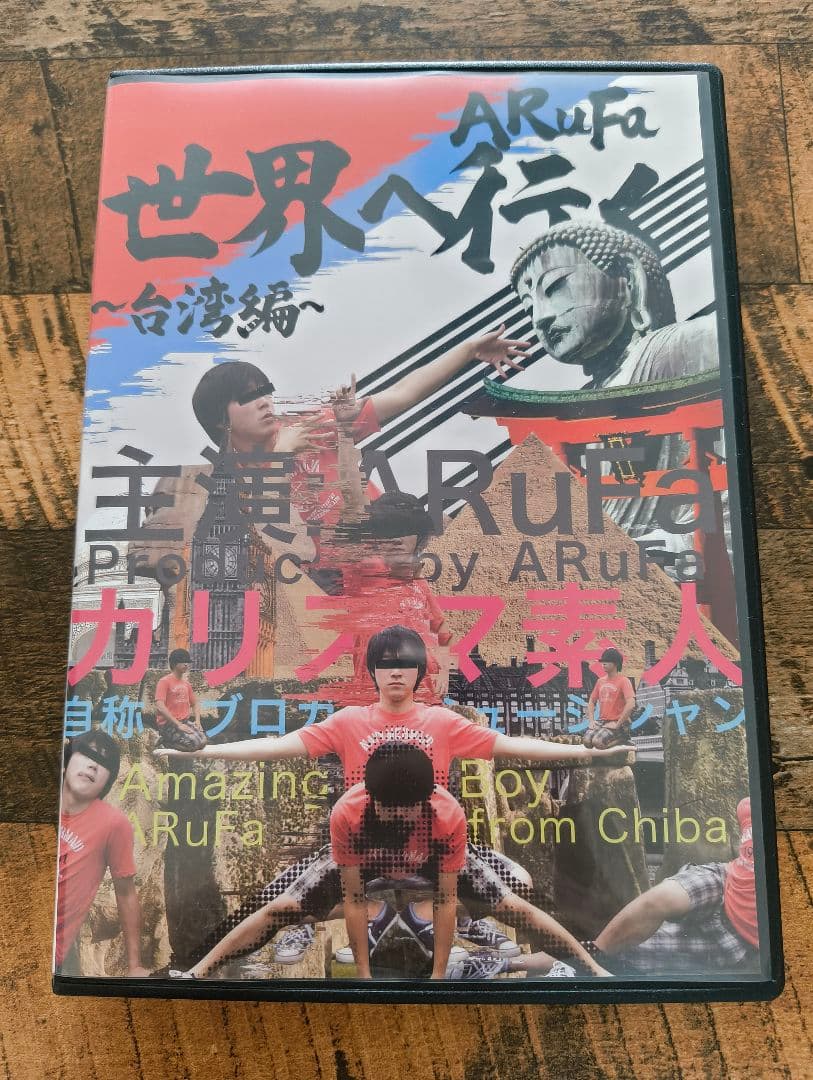 ARuFa
世界へ行く
~台湾編~
主演:ARuFa
Produced by ARuFa
カリスマ素人
自称 ブロガー ミュージシャン
Amazing Boy
ARuFa from Chiba